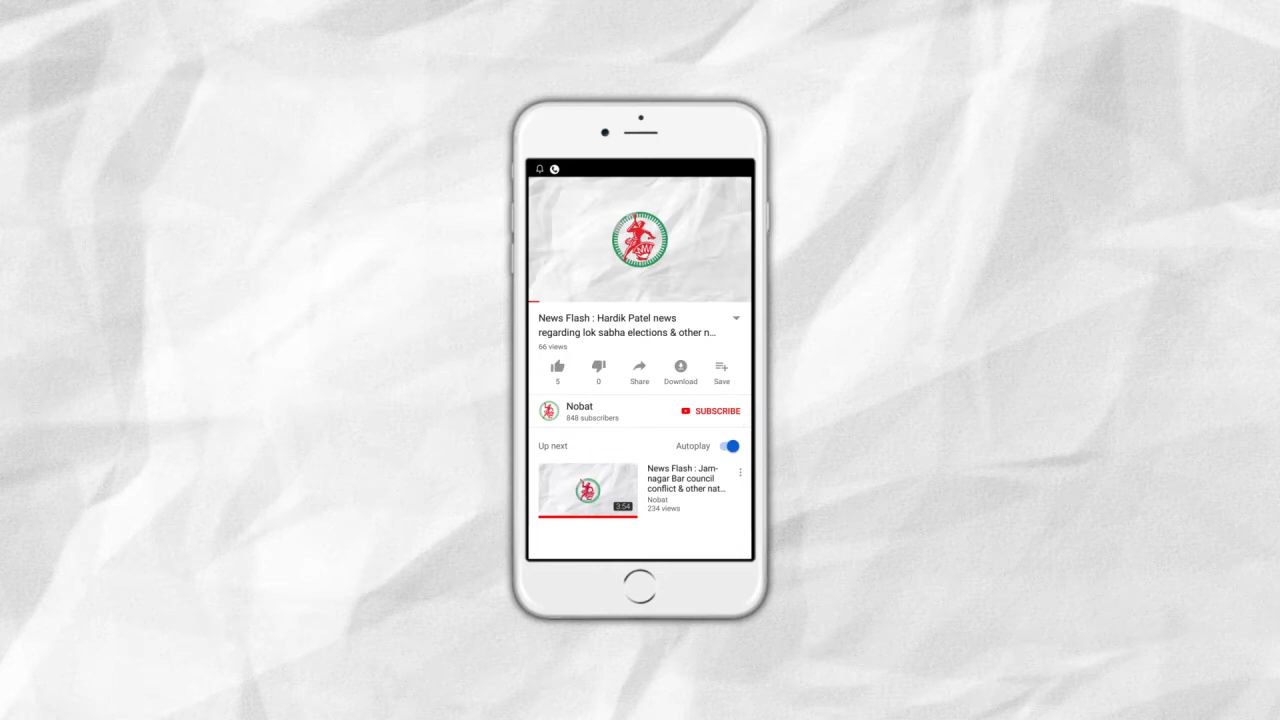 News Flash : Hardik Patel news
regarding lok sabha elections & other n...
66 views
5
0
Share
Download
Save
Nobat
848 subscribers
SUBSCRIBE
Up next
Autoplay
3:54
News Flash : Jam-
nagar Bar council
conflict & other nat...
Nobat
234 views